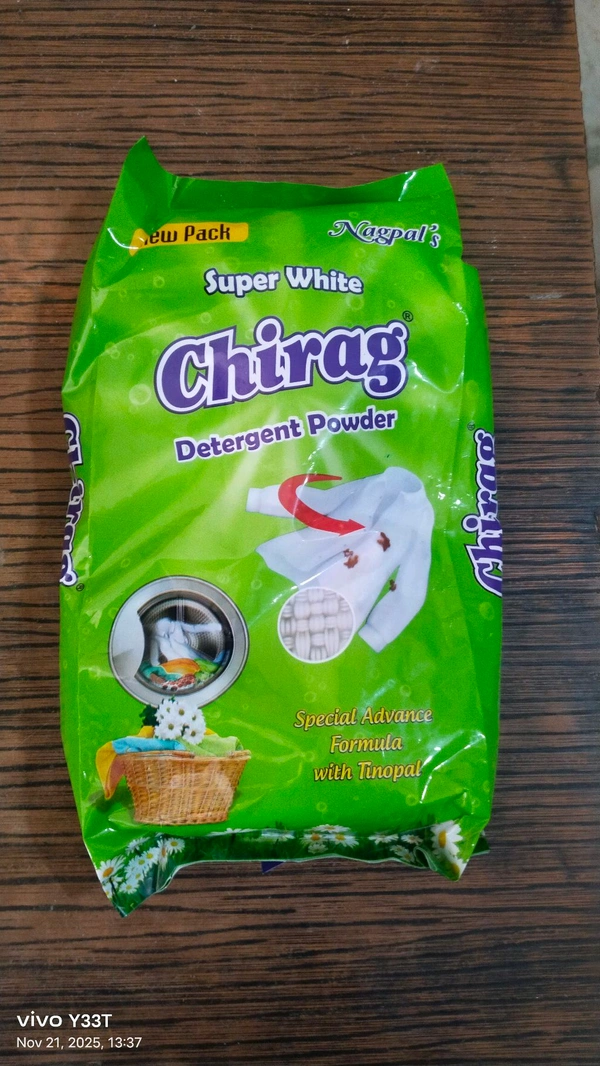 New Pack
Nagpal's
Super White
Chirag®
Detergent Powder
Chirag®
Chirag®
Special Advance
Formula
with Tinopal
vivo Y33T
Nov 21, 2025, 13:37